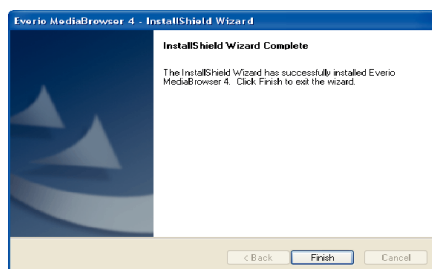 Everio MediaBrowser 4 - InstallShield Wizard
InstallShield Wizard Complete
The InstallShield Wizard has successfully installed Everio
MediaBrowser 4. Click Finish to exit the wizard.
< Back
Finish
Cancel